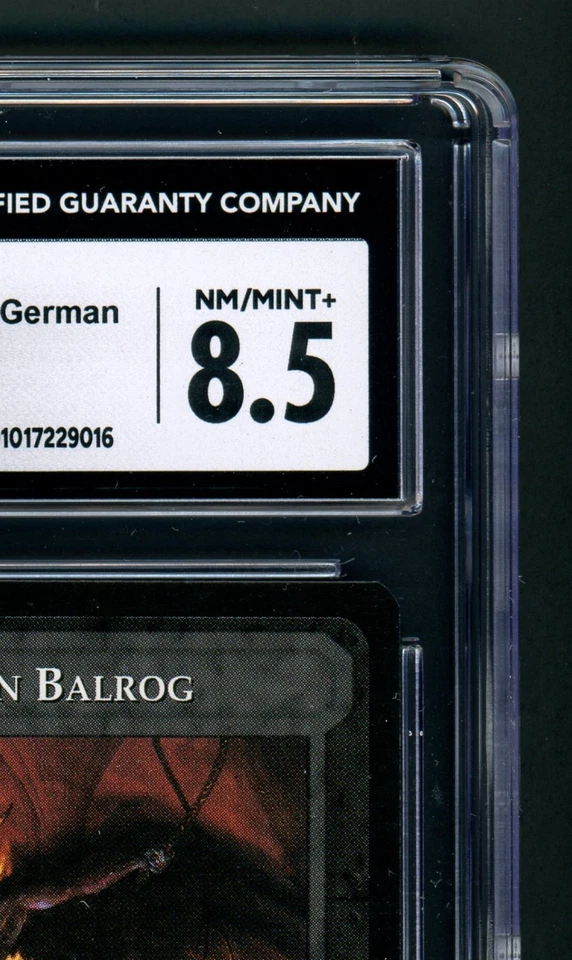 FIED GUARANTY COMPANY
German
NM/MINT+
8.5
1017229016
N BALROG